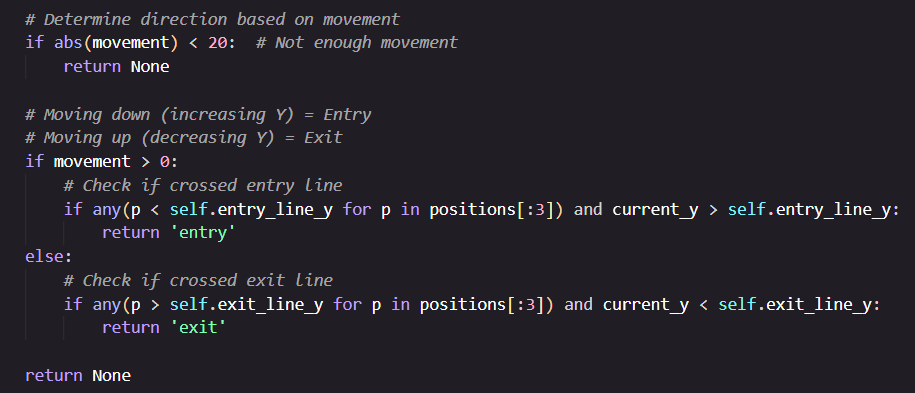 # Determine direction based on movement
if abs(movement) < 20:  # Not enough movement
    return None

# Moving down (increasing Y) = Entry
# Moving up (decreasing Y) = Exit
if movement > 0:
    # Check if crossed entry line
    if any(p < self.entry_line_y for p in positions[:3]) and current_y > self.entry_line_y:
        return 'entry'
else:
    # Check if crossed exit line
    if any(p > self.exit_line_y for p in positions[:3]) and current_y < self.exit_line_y:
        return 'exit'

return None